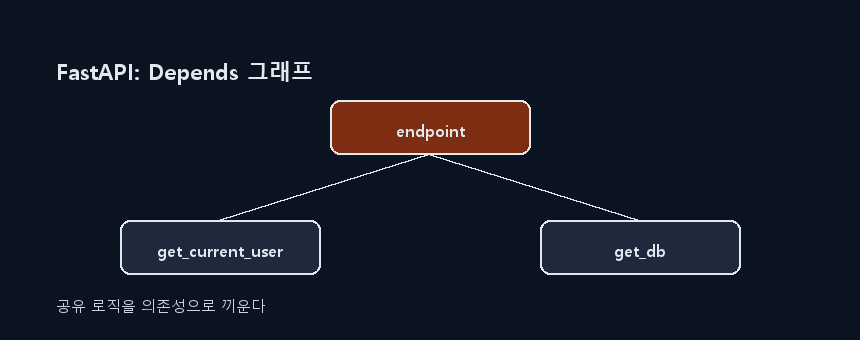 FastAPI: Depends 그래프
endpoint
get_current_user
get_db
공유 로직을 의존성으로 끼운다